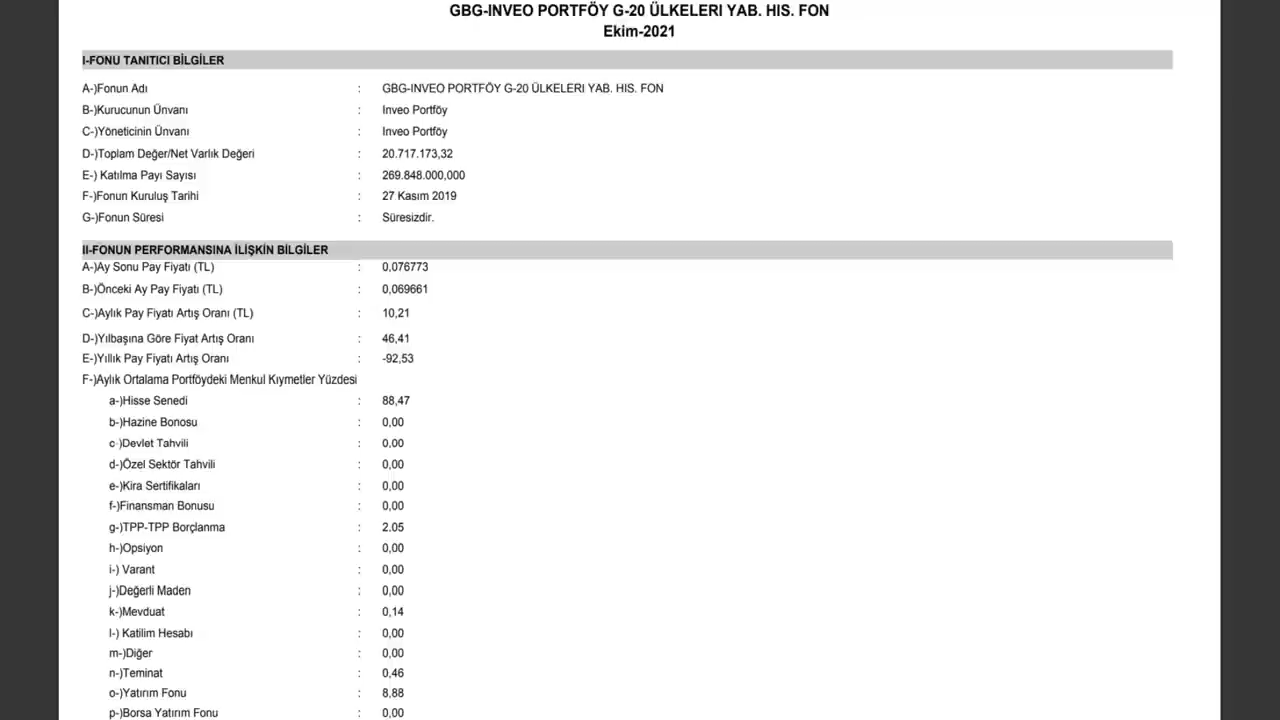 GBG-INVEO PORTFÖY G-20 ÜLKELERI YAB. HIS. FON
Ekim-2021
I-FONU TANITICI BİLGİLER
A-)Fonun Adı : GBG-INVEO PORTFÖY G-20 ÜLKELERI YAB. HIS. FON
B-)Kurucunun Ünvanı : Inveo Portföy
C-)Yöneticinin Ünvanı : Inveo Portföy
D-)Toplam Değer/Net Varlık Değeri : 20.717.173,32
E-) Katılma Payı Sayısı : 269.848.000,000
F-)Fonun Kuruluş Tarihi : 27 Kasım 2019
G-)Fonun Süresi : Süresizdir.
II-FONUN PERFORMANSINA İLİŞKİN BİLGİLER
A-)Ay Sonu Pay Fiyatı (TL) : 0,076773
B-)Önceki Ay Pay Fiyatı (TL) : 0,069661
C-)Aylık Pay Fiyatı Artış Oranı (TL) : 10,21
D-)Yılbaşına Göre Fiyat Artış Oranı : 46,41
E-)Yıllık Pay Fiyatı Artış Oranı : -92,53
F-)Aylık Ortalama Portföydeki Menkul Kıymetler Yüzdesi
a-)Hisse Senedi : 88,47
b-)Hazine Bonosu : 0,00
c-)Devlet Tahvili : 0,00
d-)Özel Sektör Tahvili : 0,00
e-)Kira Sertifikaları : 0,00
f-)Finansman Bonusu : 0,00
g-)TPP-TPP Borçlanma : 2.05
h-)Opsiyon : 0,00
i-) Varant : 0,00
j-)Değerli Maden : 0,00
k-)Mevduat : 0,14
l-) Katilim Hesabı : 0,00
m-)Diğer : 0,00
n-)Teminat : 0,46
o-)Yatırım Fonu : 8,88
p-)Borsa Yatırım Fonu : 0,00